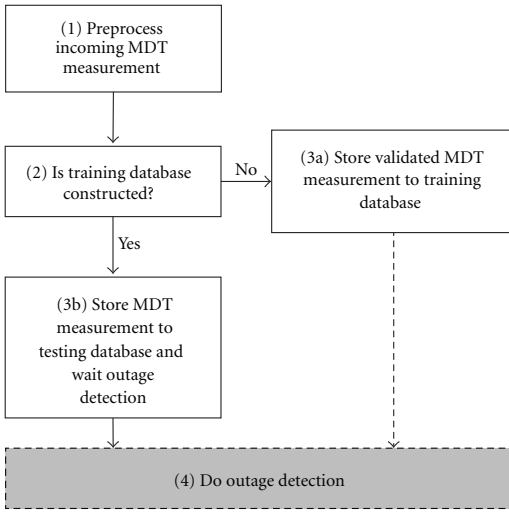 (1) Preprocess
incoming MDT
measurement
(2) Is training database
constructed?
No
(3a) Store validated MDT
measurement to training
database
Yes
(3b) Store MDT
measurement to
testing database and
wait outage
detection
(4) Do outage detection